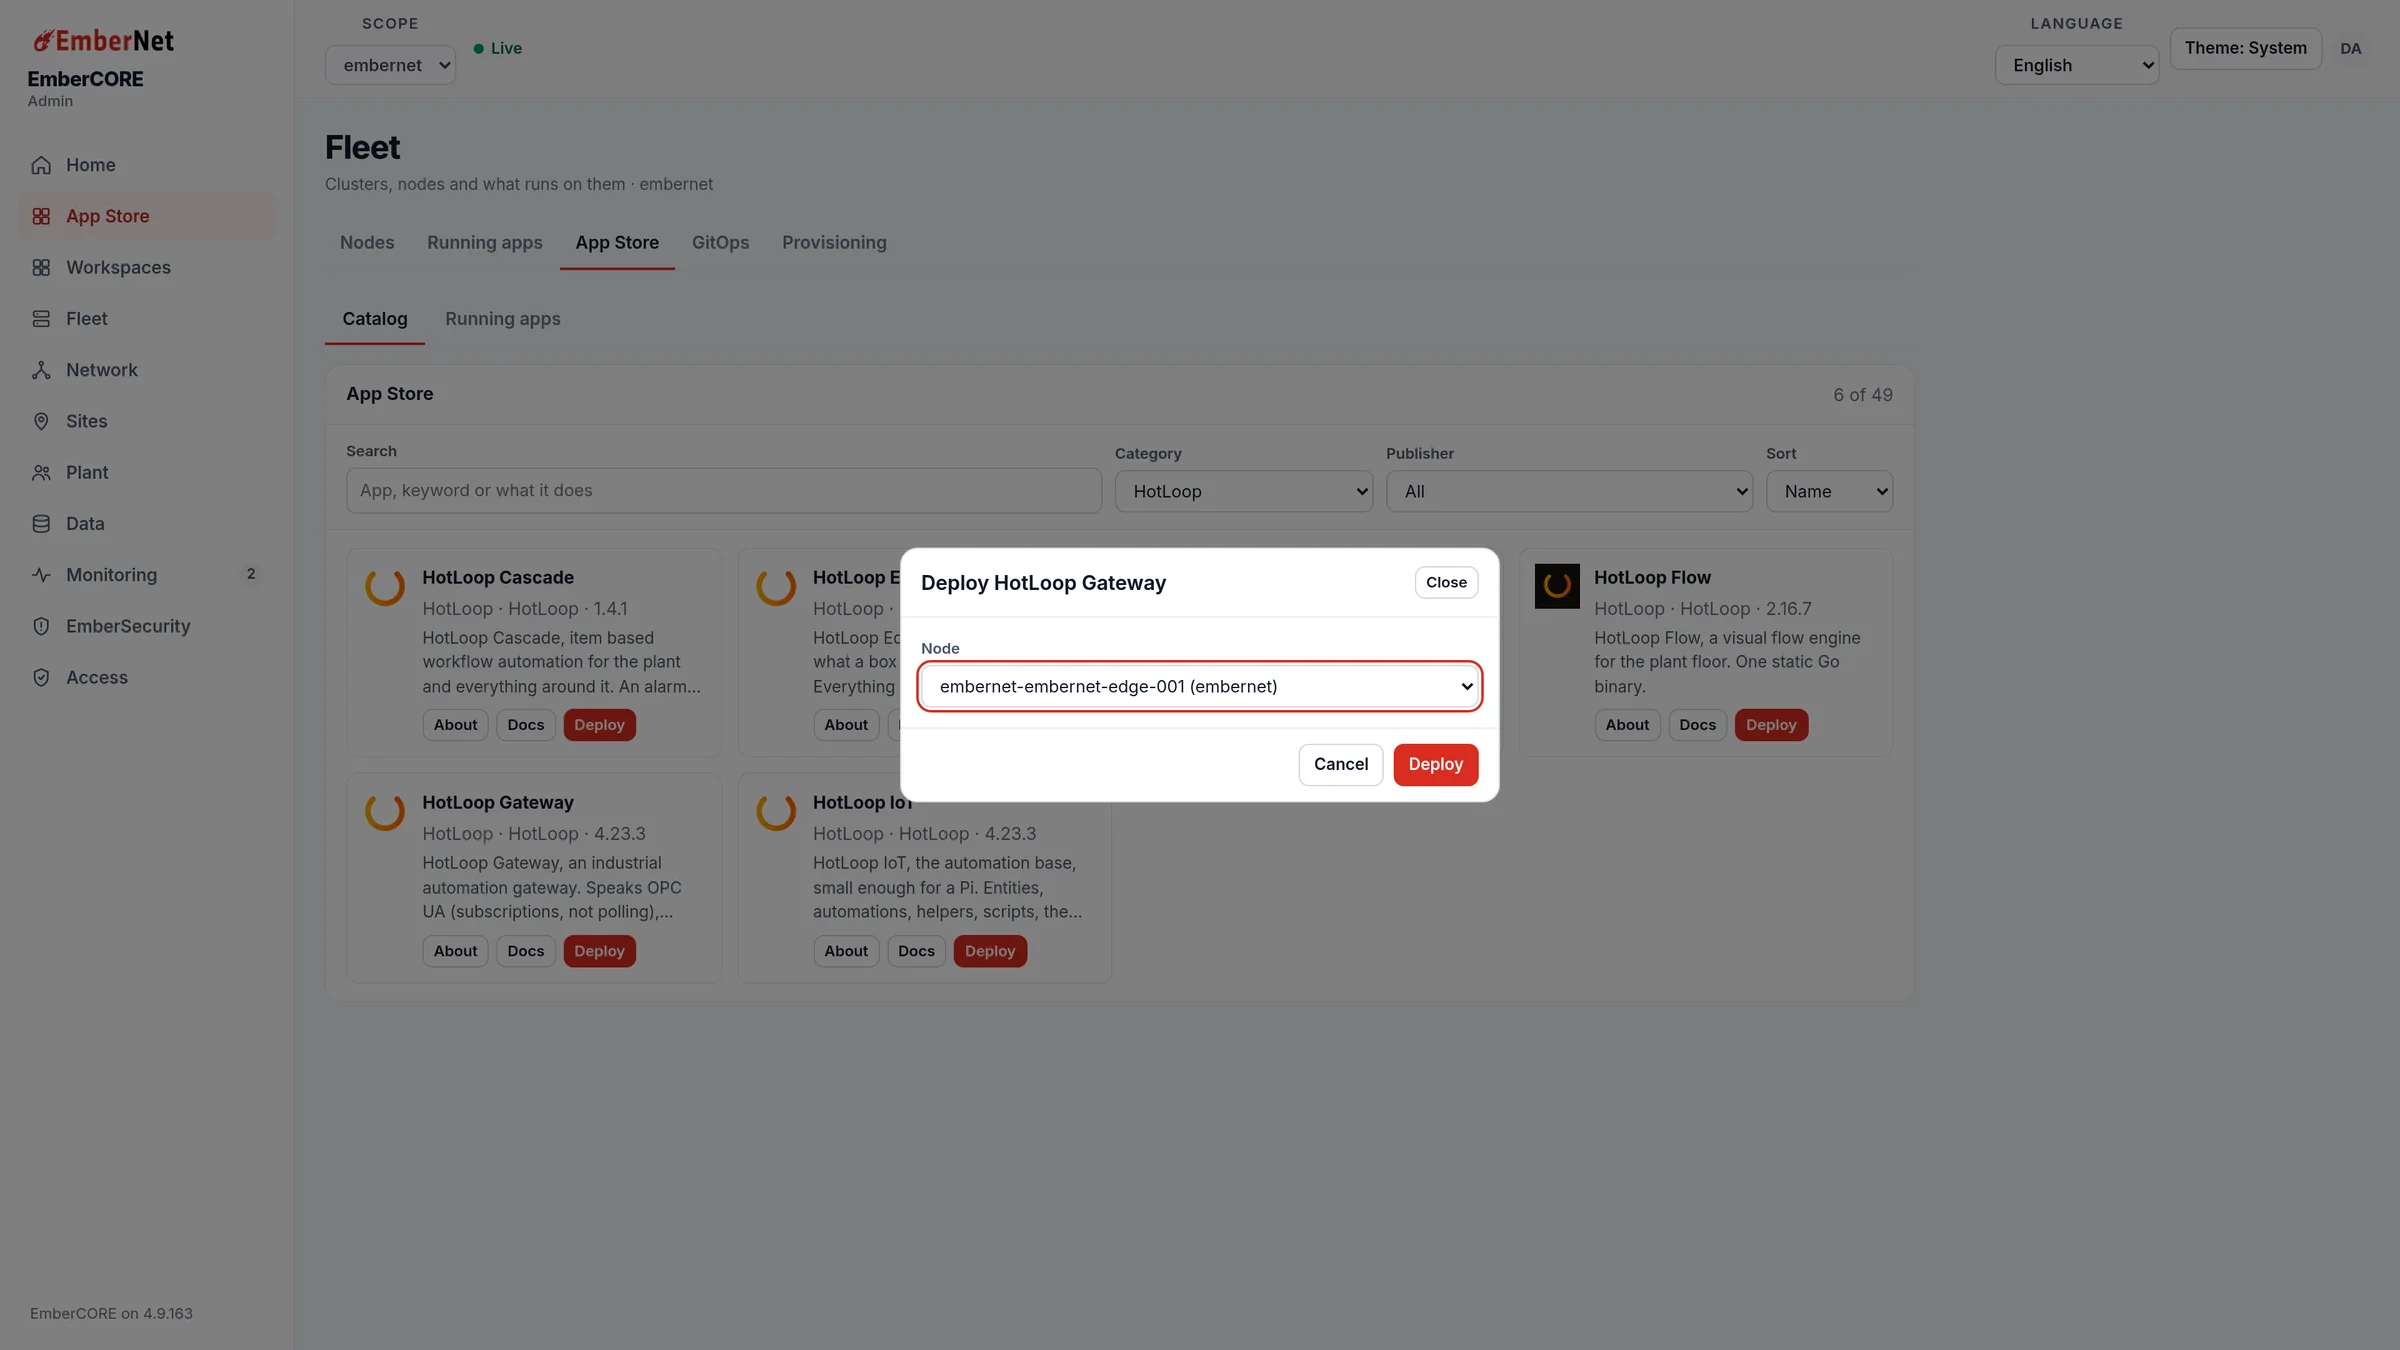 EmberNet
EmberCORE
Admin
Home
App Store
Workspaces
Fleet
Network
Sites
Plant
Data
Monitoring 2
EmberSecurity
Access
EmberCORE on 4.9.163
SCOPE
embernet
Live
LANGUAGE
English
Theme: System
DA
Fleet
Clusters, nodes and what runs on them · embernet
Nodes Running apps App Store GitOps Provisioning
Catalog Running apps
App Store 6 of 49
Search Category Publisher Sort
App, keyword or what it does HotLoop All Name
HotLoop Cascade
HotLoop · HotLoop · 1.4.1
HotLoop Cascade, item based
workflow automation for the plant
and everything around it. An alarm...
About Docs Deploy
HotLoop E
HotLoop ·
HotLoop Ec
what a box
Everything
About
HotLoop Flow
HotLoop · HotLoop · 2.16.7
HotLoop Flow, a visual flow engine
for the plant floor. One static Go
binary.
About Docs Deploy
HotLoop Gateway
HotLoop · HotLoop · 4.23.3
HotLoop Gateway, an industrial
automation gateway. Speaks OPC
UA (subscriptions, not polling),...
About Docs Deploy
HotLoop IoT
HotLoop · HotLoop · 4.23.3
HotLoop IoT, the automation base,
small enough for a Pi. Entities,
automations, helpers, scripts, the...
About Docs Deploy
Deploy HotLoop Gateway Close
Node
embernet-embernet-edge-001 (embernet)
Cancel Deploy